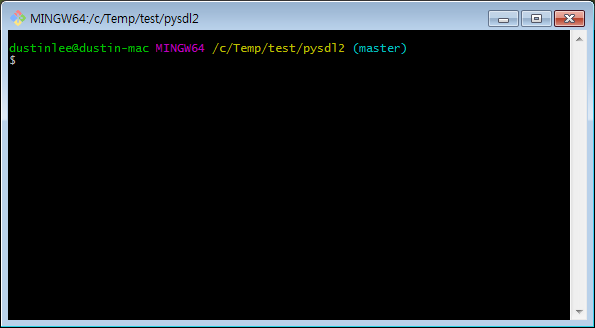 MINGW64:/c/Temp/test/pysdl2
dustinlee@dustin-mac MINGW64 /c/Temp/test/pysdl2 (master)
$